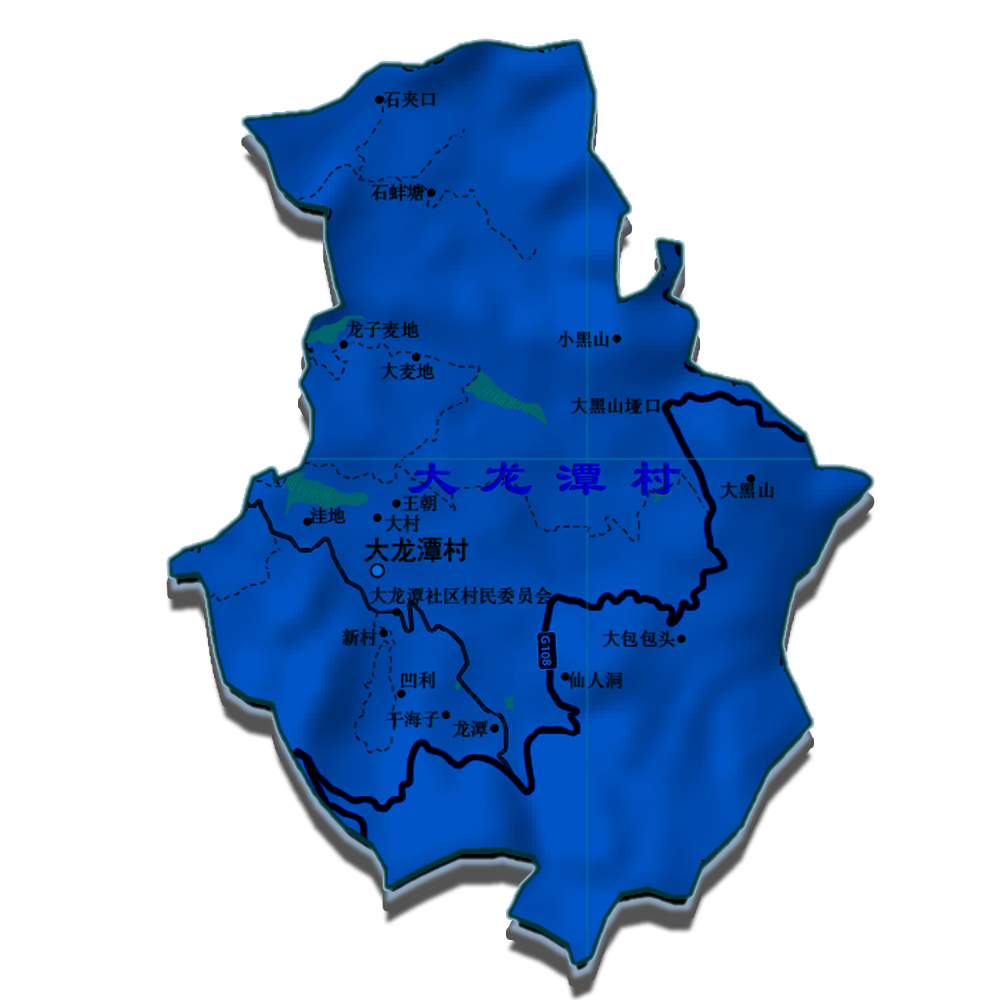 石夹口
石蚌塘
龙子麦地
小黑山
大麦地
大黑山垭口
大龙潭村
大黑山
王朝
洼地
大村
大龙潭村
大龙潭社区村民委员会
新村
大包包头
G108
凹利
仙人洞
干海子
龙潭